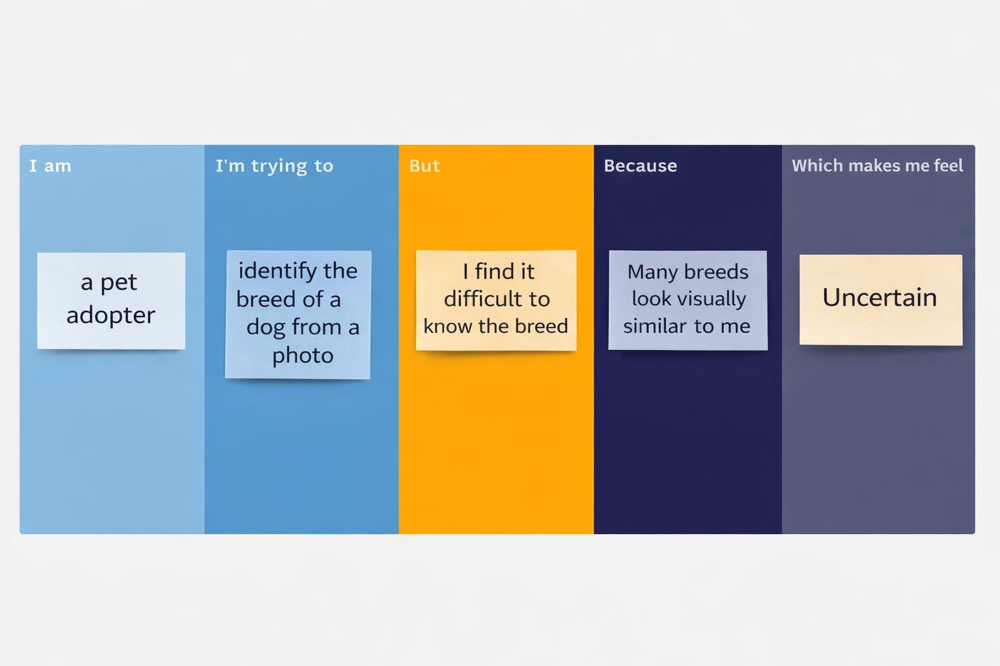 I am
a pet
adopter
I'm trying to
identify the
breed of a
dog from a
photo
But
I find it
difficult to
know the breed
Because
Many breeds
look visually
similar to me
Which makes me feel
Uncertain